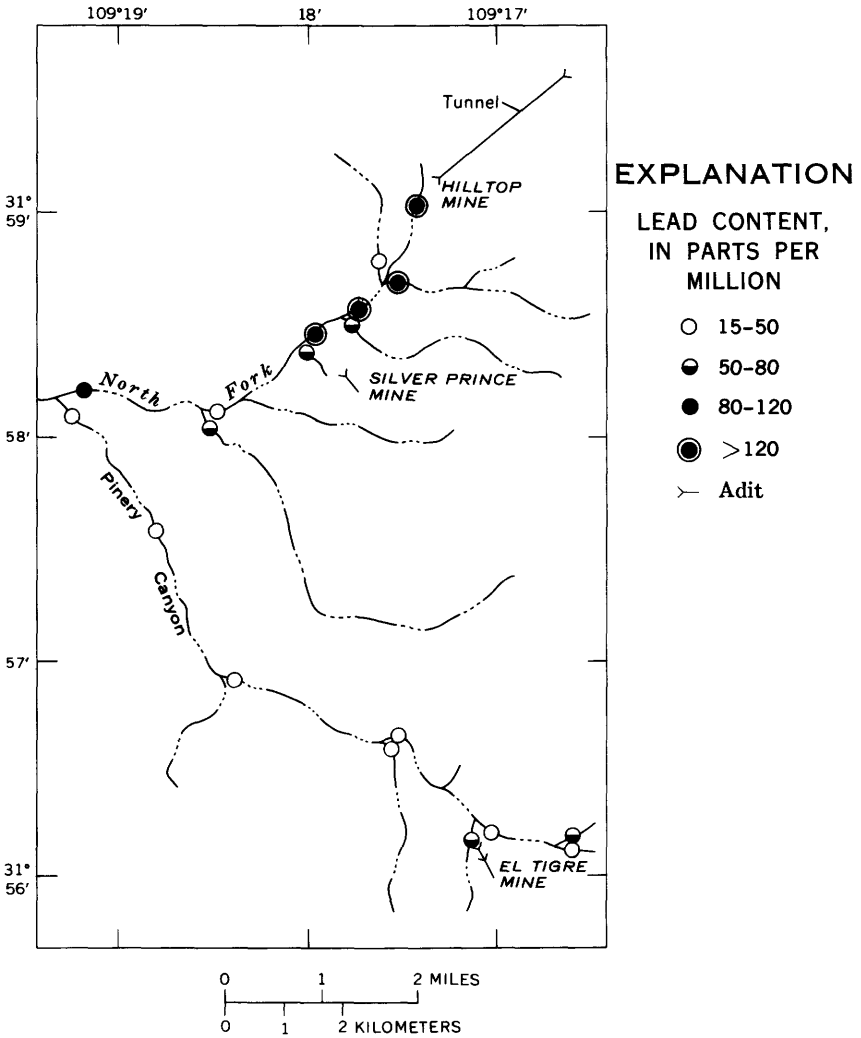 109°19'
18'
109°17'
Tunnel
HILLTOP
MINE
31°
59'
North
Fork
SILVER PRINCE
MINE
58'
Pinery
Canyon
57'
31°
56'
EL TIGRE
MINE
0 1 2 MILES
0 1 2 KILOMETERS
EXPLANATION
LEAD CONTENT,
IN PARTS PER
MILLION
15-50
50-80
80-120
>120
Adit